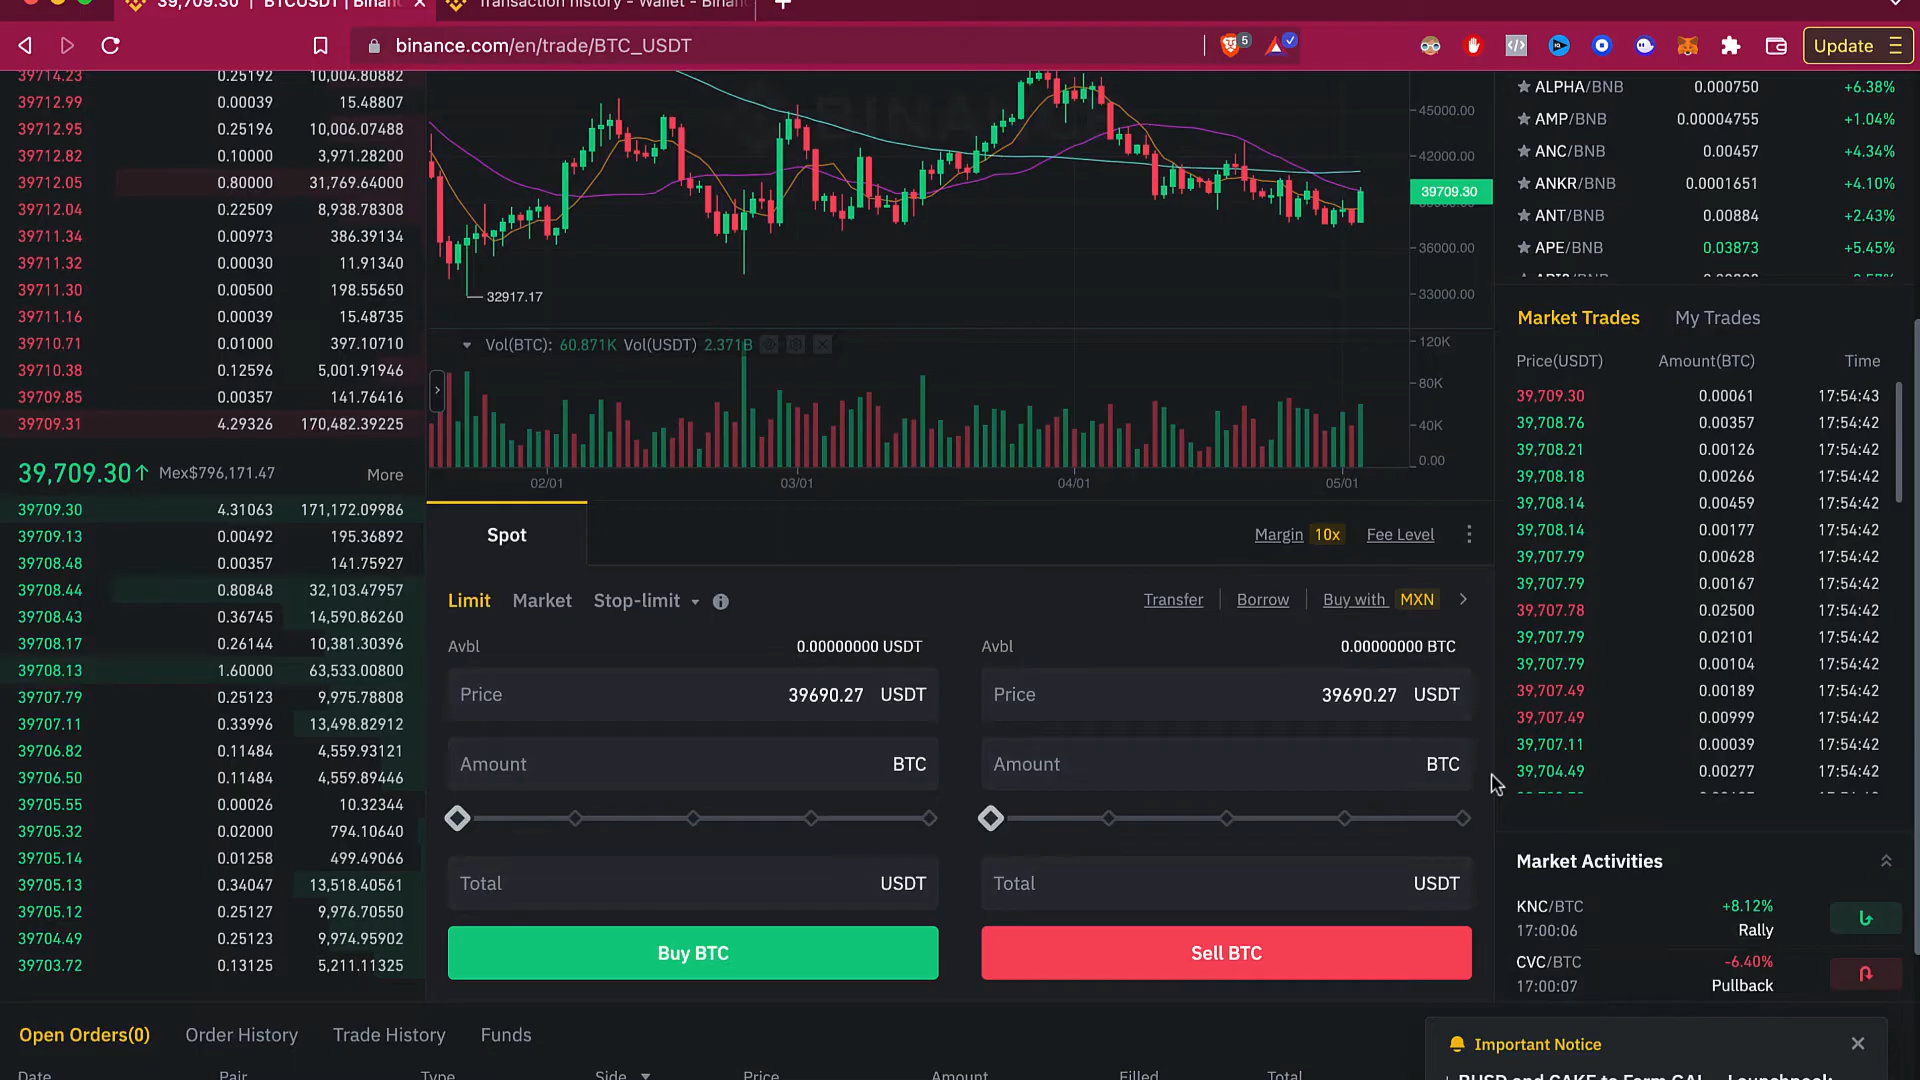 39,709.30 | BTCUSDT | Binan
Transaction history - Wallet - Binan
binance.com/en/trade/BTC_USDT
5
Update
39714.23 0.25192 10,004.80882
39712.99 0.00039 15.48807
39712.95 0.25196 10,006.07488
39712.82 0.10000 3,971.28200
39712.05 0.80000 31,769.64000
39712.04 0.22509 8,938.78308
39711.34 0.00973 386.39134
39711.32 0.00030 11.91340
39711.30 0.00500 198.55650
39711.16 0.00039 15.48735
39710.71 0.01000 397.10710
39710.38 0.12596 5,001.91946
39709.85 0.00357 141.76416
39709.31 4.29326 170,482.39225
39,709.30↑ Mex$796,171.47 More
39709.30 4.31063 171,172.09986
39709.13 0.00492 195.36892
39708.48 0.00357 141.75927
39708.44 0.80848 32,103.47957
39708.43 0.36745 14,590.86260
39708.17 0.26144 10,381.30396
39708.13 1.60000 63,533.00800
39707.79 0.25123 9,975.78808
39707.11 0.33996 13,498.82912
39706.82 0.11484 4,559.93121
39706.50 0.11484 4,559.89446
39705.55 0.00026 10.32344
39705.32 0.02000 794.10640
39705.14 0.01258 499.49066
39705.13 0.34047 13,518.40561
39705.12 0.25127 9,976.70550
39704.49 0.25123 9,974.95902
39703.72 0.13125 5,211.11325
BINANCE
45000.00
42000.00
39709.30
36000.00
33000.00
32917.17
Vol(BTC): 60.871K Vol(USDT) 2.371B
120K
80K
40K
0.00
02/01 03/01 04/01 05/01
Spot
Margin 10x Fee Level
Limit Market Stop-limit
Transfer Borrow Buy with MXN
Avbl 0.00000000 USDT
Price 39690.27 USDT
Amount BTC
Total USDT
Buy BTC
Avbl 0.00000000 BTC
Price 39690.27 USDT
Amount BTC
Total USDT
Sell BTC
ALPHA/BNB 0.000750 +6.38%
AMP/BNB 0.00004755 +1.04%
ANC/BNB 0.00457 +4.34%
ANKR/BNB 0.0001651 +4.10%
ANT/BNB 0.00884 +2.43%
APE/BNB 0.03873 +5.45%
Market Trades My Trades
Price(USDT) Amount(BTC) Time
39,709.30 0.00061 17:54:43
39,708.76 0.00357 17:54:42
39,708.21 0.00126 17:54:42
39,708.18 0.00266 17:54:42
39,708.14 0.00459 17:54:42
39,708.14 0.00177 17:54:42
39,707.79 0.00628 17:54:42
39,707.79 0.00167 17:54:42
39,707.78 0.02500 17:54:42
39,707.79 0.02101 17:54:42
39,707.79 0.00104 17:54:42
39,707.49 0.00189 17:54:42
39,707.49 0.00999 17:54:42
39,707.11 0.00039 17:54:42
39,704.49 0.00277 17:54:42
Market Activities
KNC/BTC +8.12%
17:00:06 Rally
CVC/BTC -6.40%
17:00:07 Pullback
Open Orders(0) Order History Trade History Funds
Date Pair Type Side Price Amount Filled Total
Important Notice
BUSD and CAKE to Farm GAL - Launchpool